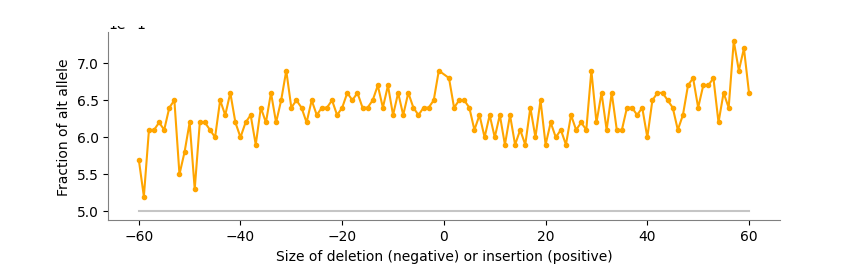 7.0
6.5
6.0
5.5
5.0
Fraction of alt allele
−60 −40 −20 0 20 40 60
Size of deletion (negative) or insertion (positive)